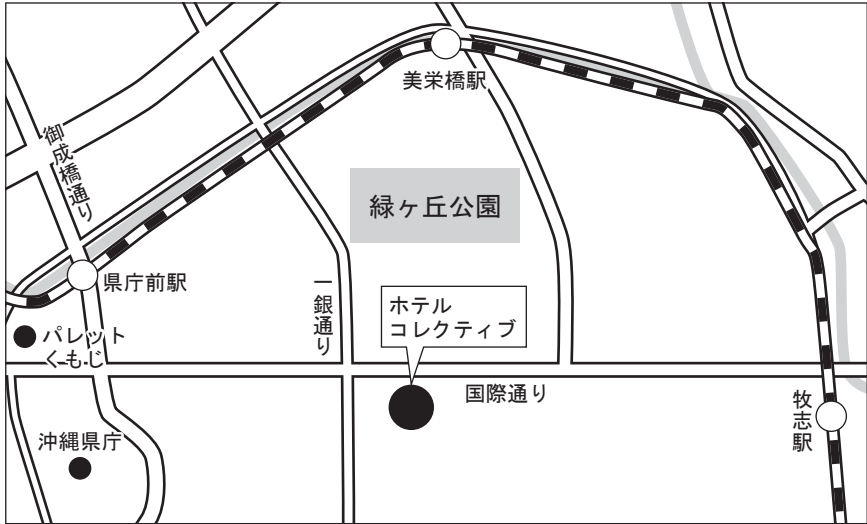 美栄橋駅
御成橋通り
緑ヶ丘公園
県庁前駅
一銀通り
ホテル
コレクティブ
パレット
くもじ
国際通り
牧志駅
沖縄県庁